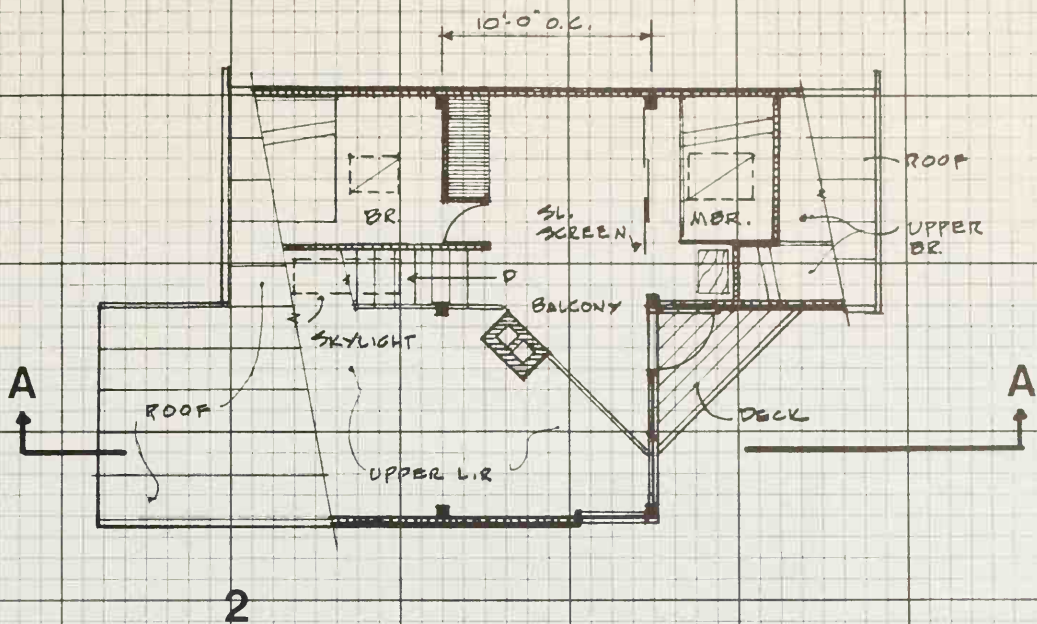 10'-0" O.C.
ROOF
BR.
SL.
SCREEN
MBR.
UPPER
BR.
D
BALCONY
SKYLIGHT
A
A
ROOF
DECK
UPPER L.R
2